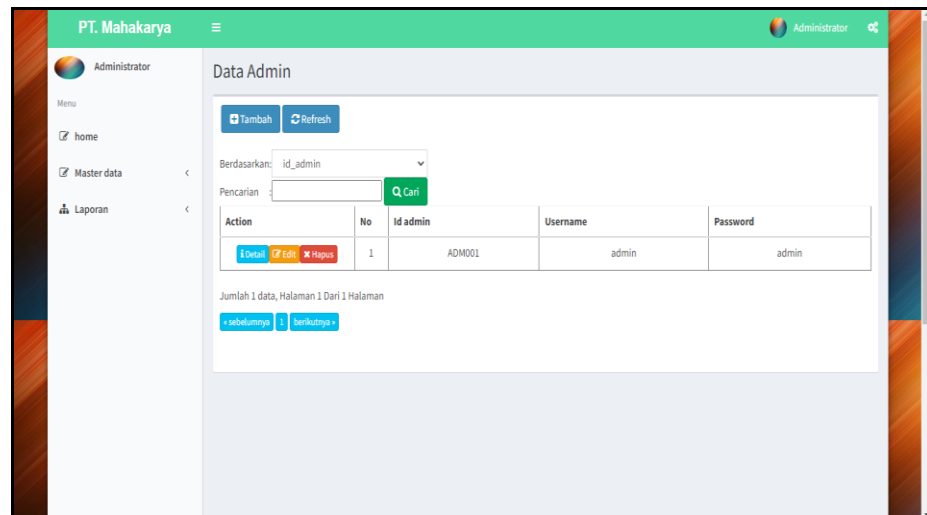 PT. Mahakarya
Administrator
Administrator
Menu
home
Master data
Laporan
Data Admin
Tambah Refresh
Berdasarkan: id_admin
Pencarian : Cari
Action No Id admin Username Password
Detail Edit Hapus 1 ADM001 admin admin
Jumlah 1 data, Halaman 1 Dari 1 Halaman
« sebelumnya 1 berikutnya »